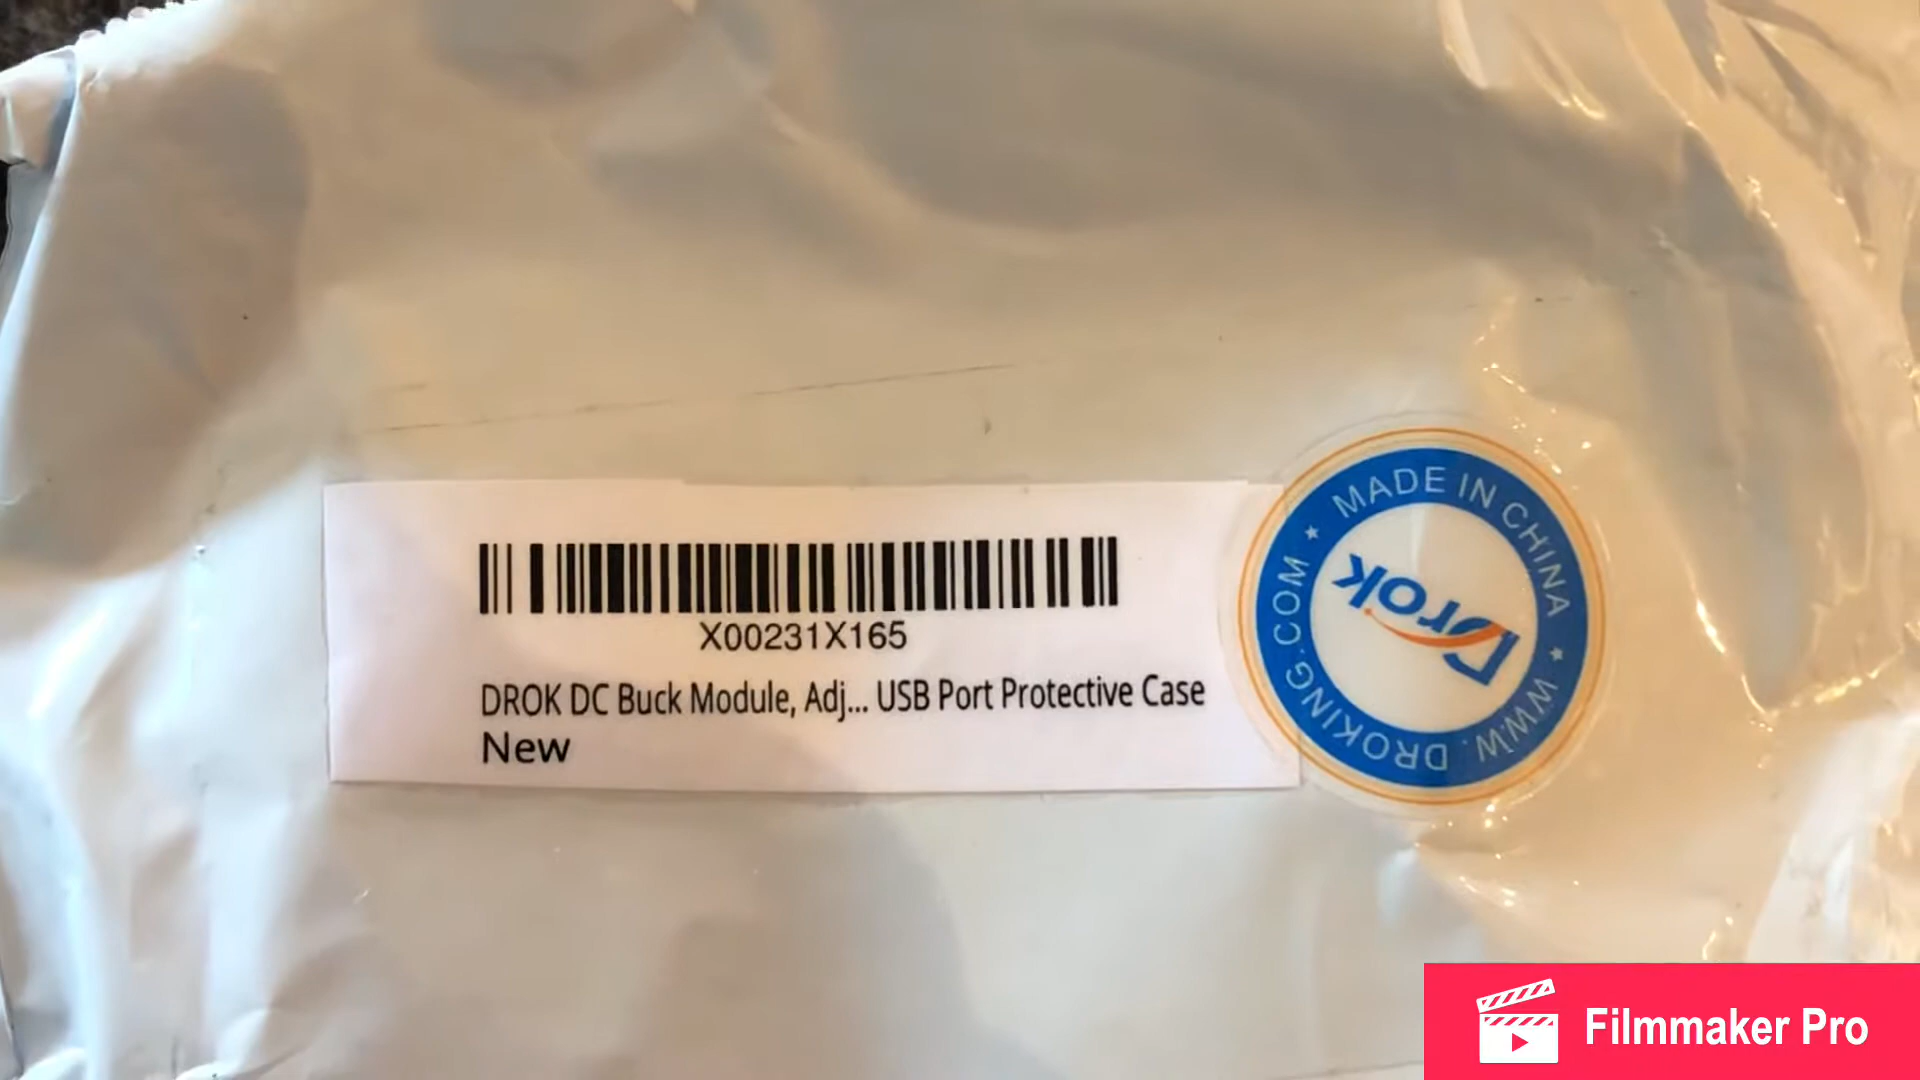 X00231X165
DROK DC Buck Module, Adj... USB Port Protective Case
New
MADE IN CHINA
WWW.DROKING.COM
Drok
Filmmaker Pro